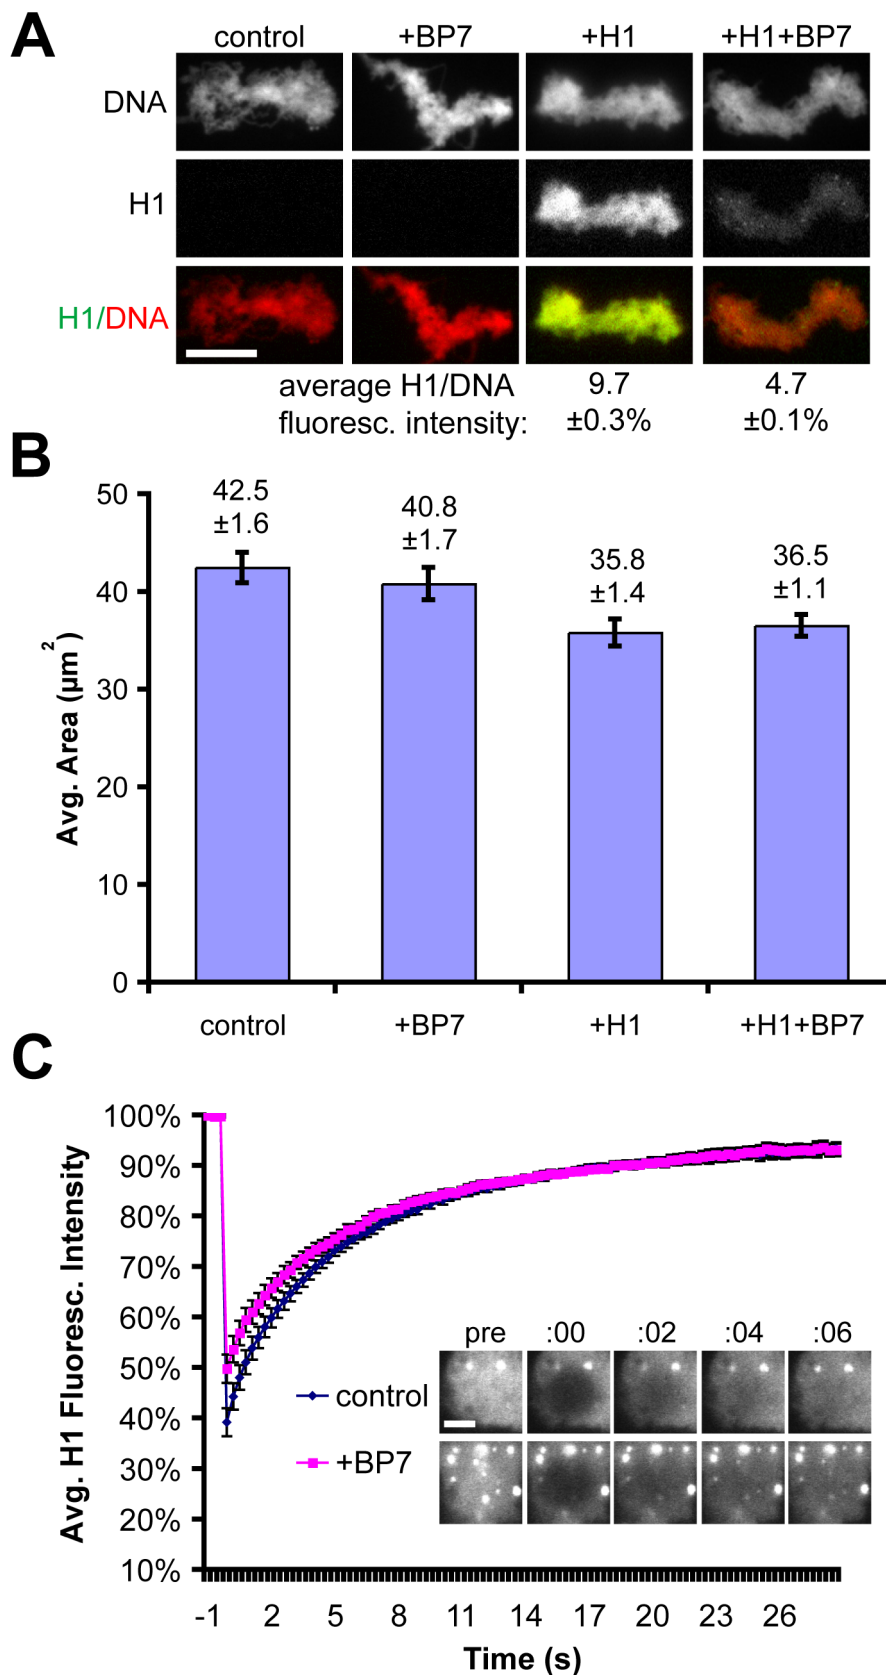 A
control +BP7 +H1 +H1+BP7
DNA
H1
H1/DNA
average H1/DNA 9.7 4.7
fluoresc. intensity: ±0.3% ±0.1%
B
50
40
30
20
10
0
Avg. Area (µm²)
42.5
±1.6
40.8
±1.7
35.8
±1.4
36.5
±1.1
control +BP7 +H1 +H1+BP7
C
100%
90%
80%
70%
60%
50%
40%
30%
20%
10%
Avg. H1 Fluoresc. Intensity
pre :00 :02 :04 :06
control
+BP7
-1 2 5 8 11 14 17 20 23 26
Time (s)